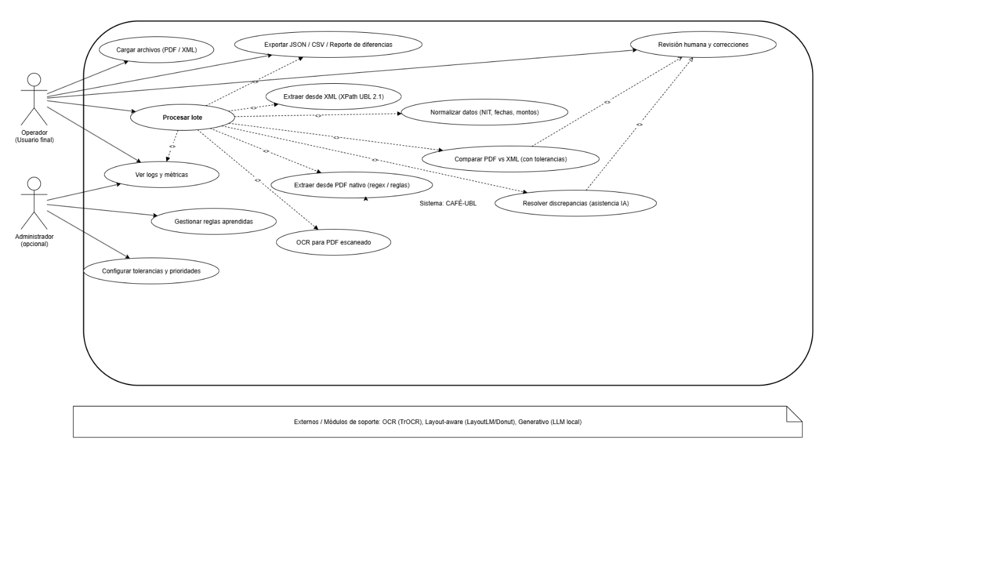 Cargar archivos (PDF / XML)
Exportar JSON / CSV / Reporte de diferencias
Revisión humana y correcciones
Extraer desde XML (XPath UBL 2.1)
Normalizar datos (NIT, fechas, montos)
Procesar lote
Operador
(Usuario final)
Comparar PDF vs XML (con tolerancias)
Ver logs y métricas
Extraer desde PDF nativo (regex / reglas)
Sistema: CAFÉ-UBL
Resolver discrepancias (asistencia IA)
Gestionar reglas aprendidas
Administrador
(opcional)
OCR para PDF escaneado
Configurar tolerancias y prioridades
Externos / Módulos de soporte: OCR (TrOCR), Layout-aware (LayoutLM/Donut), Generativo (LLM local)